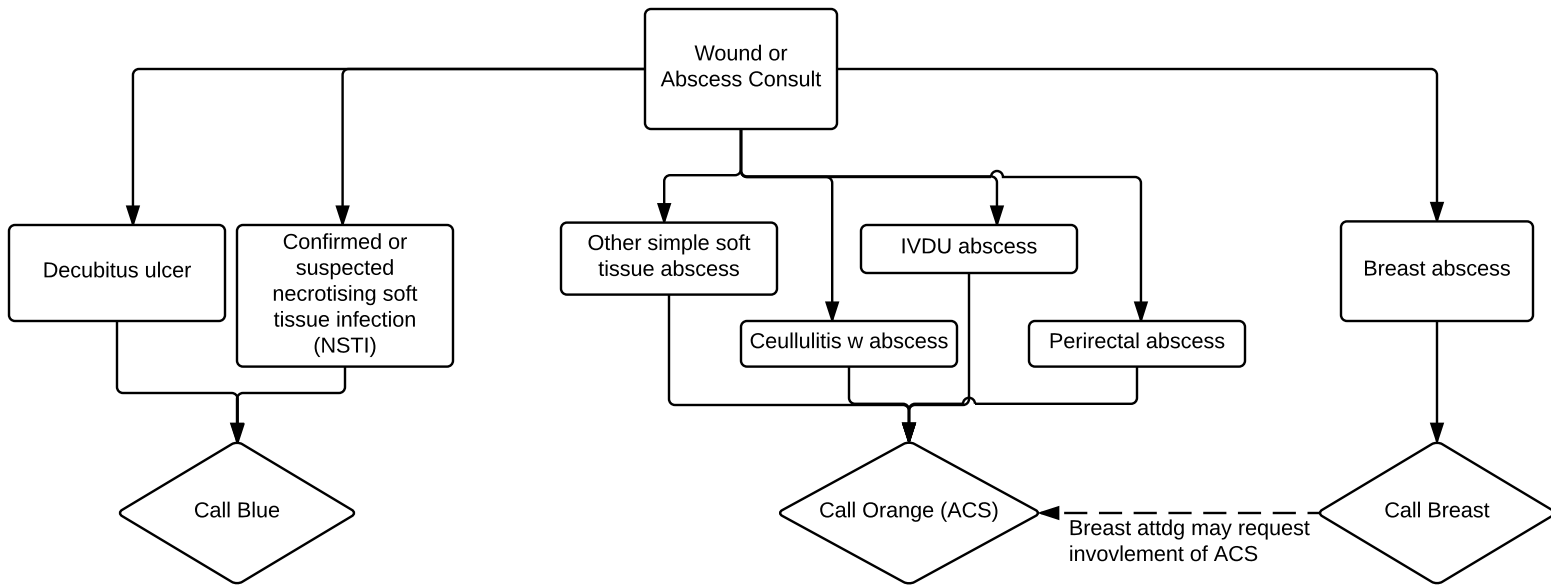 Wound or
Abscess Consult
Decubitus ulcer
Confirmed or
suspected
necrotising soft
tissue infection
(NSTI)
Other simple soft
tissue abscess
IVDU abscess
Ceullulitis w abscess
Perirectal abscess
Breast abscess
Call Blue
Call Orange (ACS)
Breast attdg may request
invovlement of ACS
Call Breast